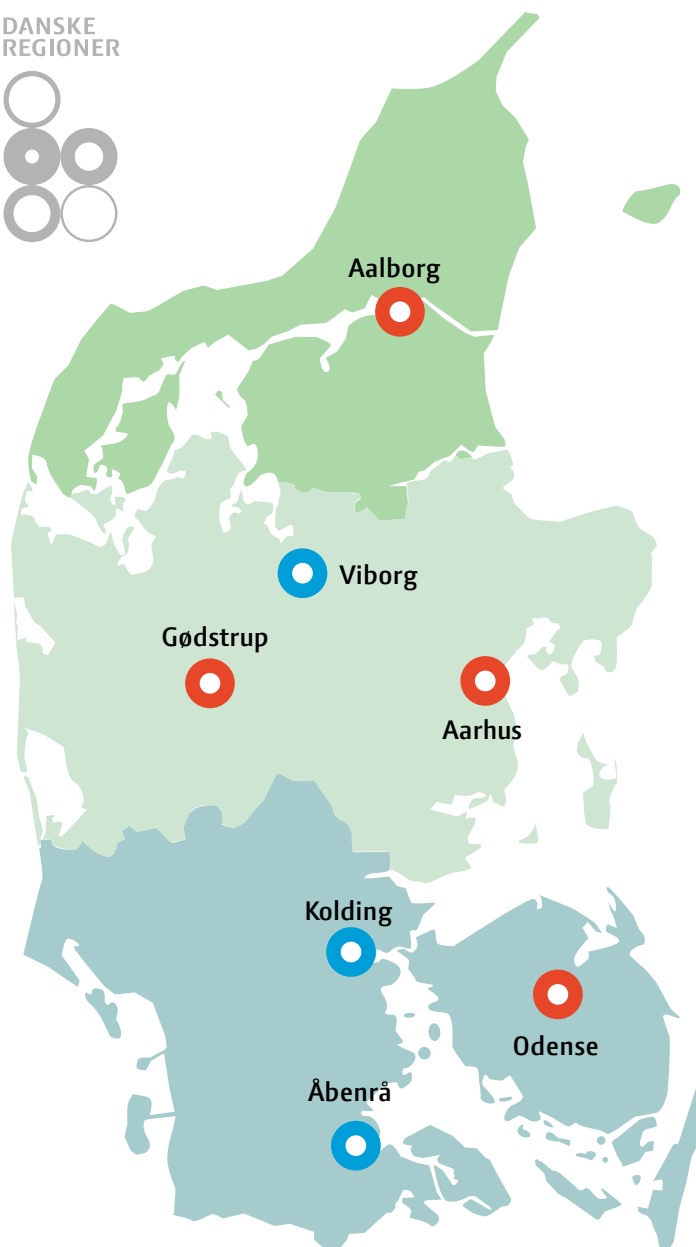 DANSKE
REGIONER
Aalborg
Viborg
Gødstrup
Aarhus
Kolding
Odense
Åbenrå